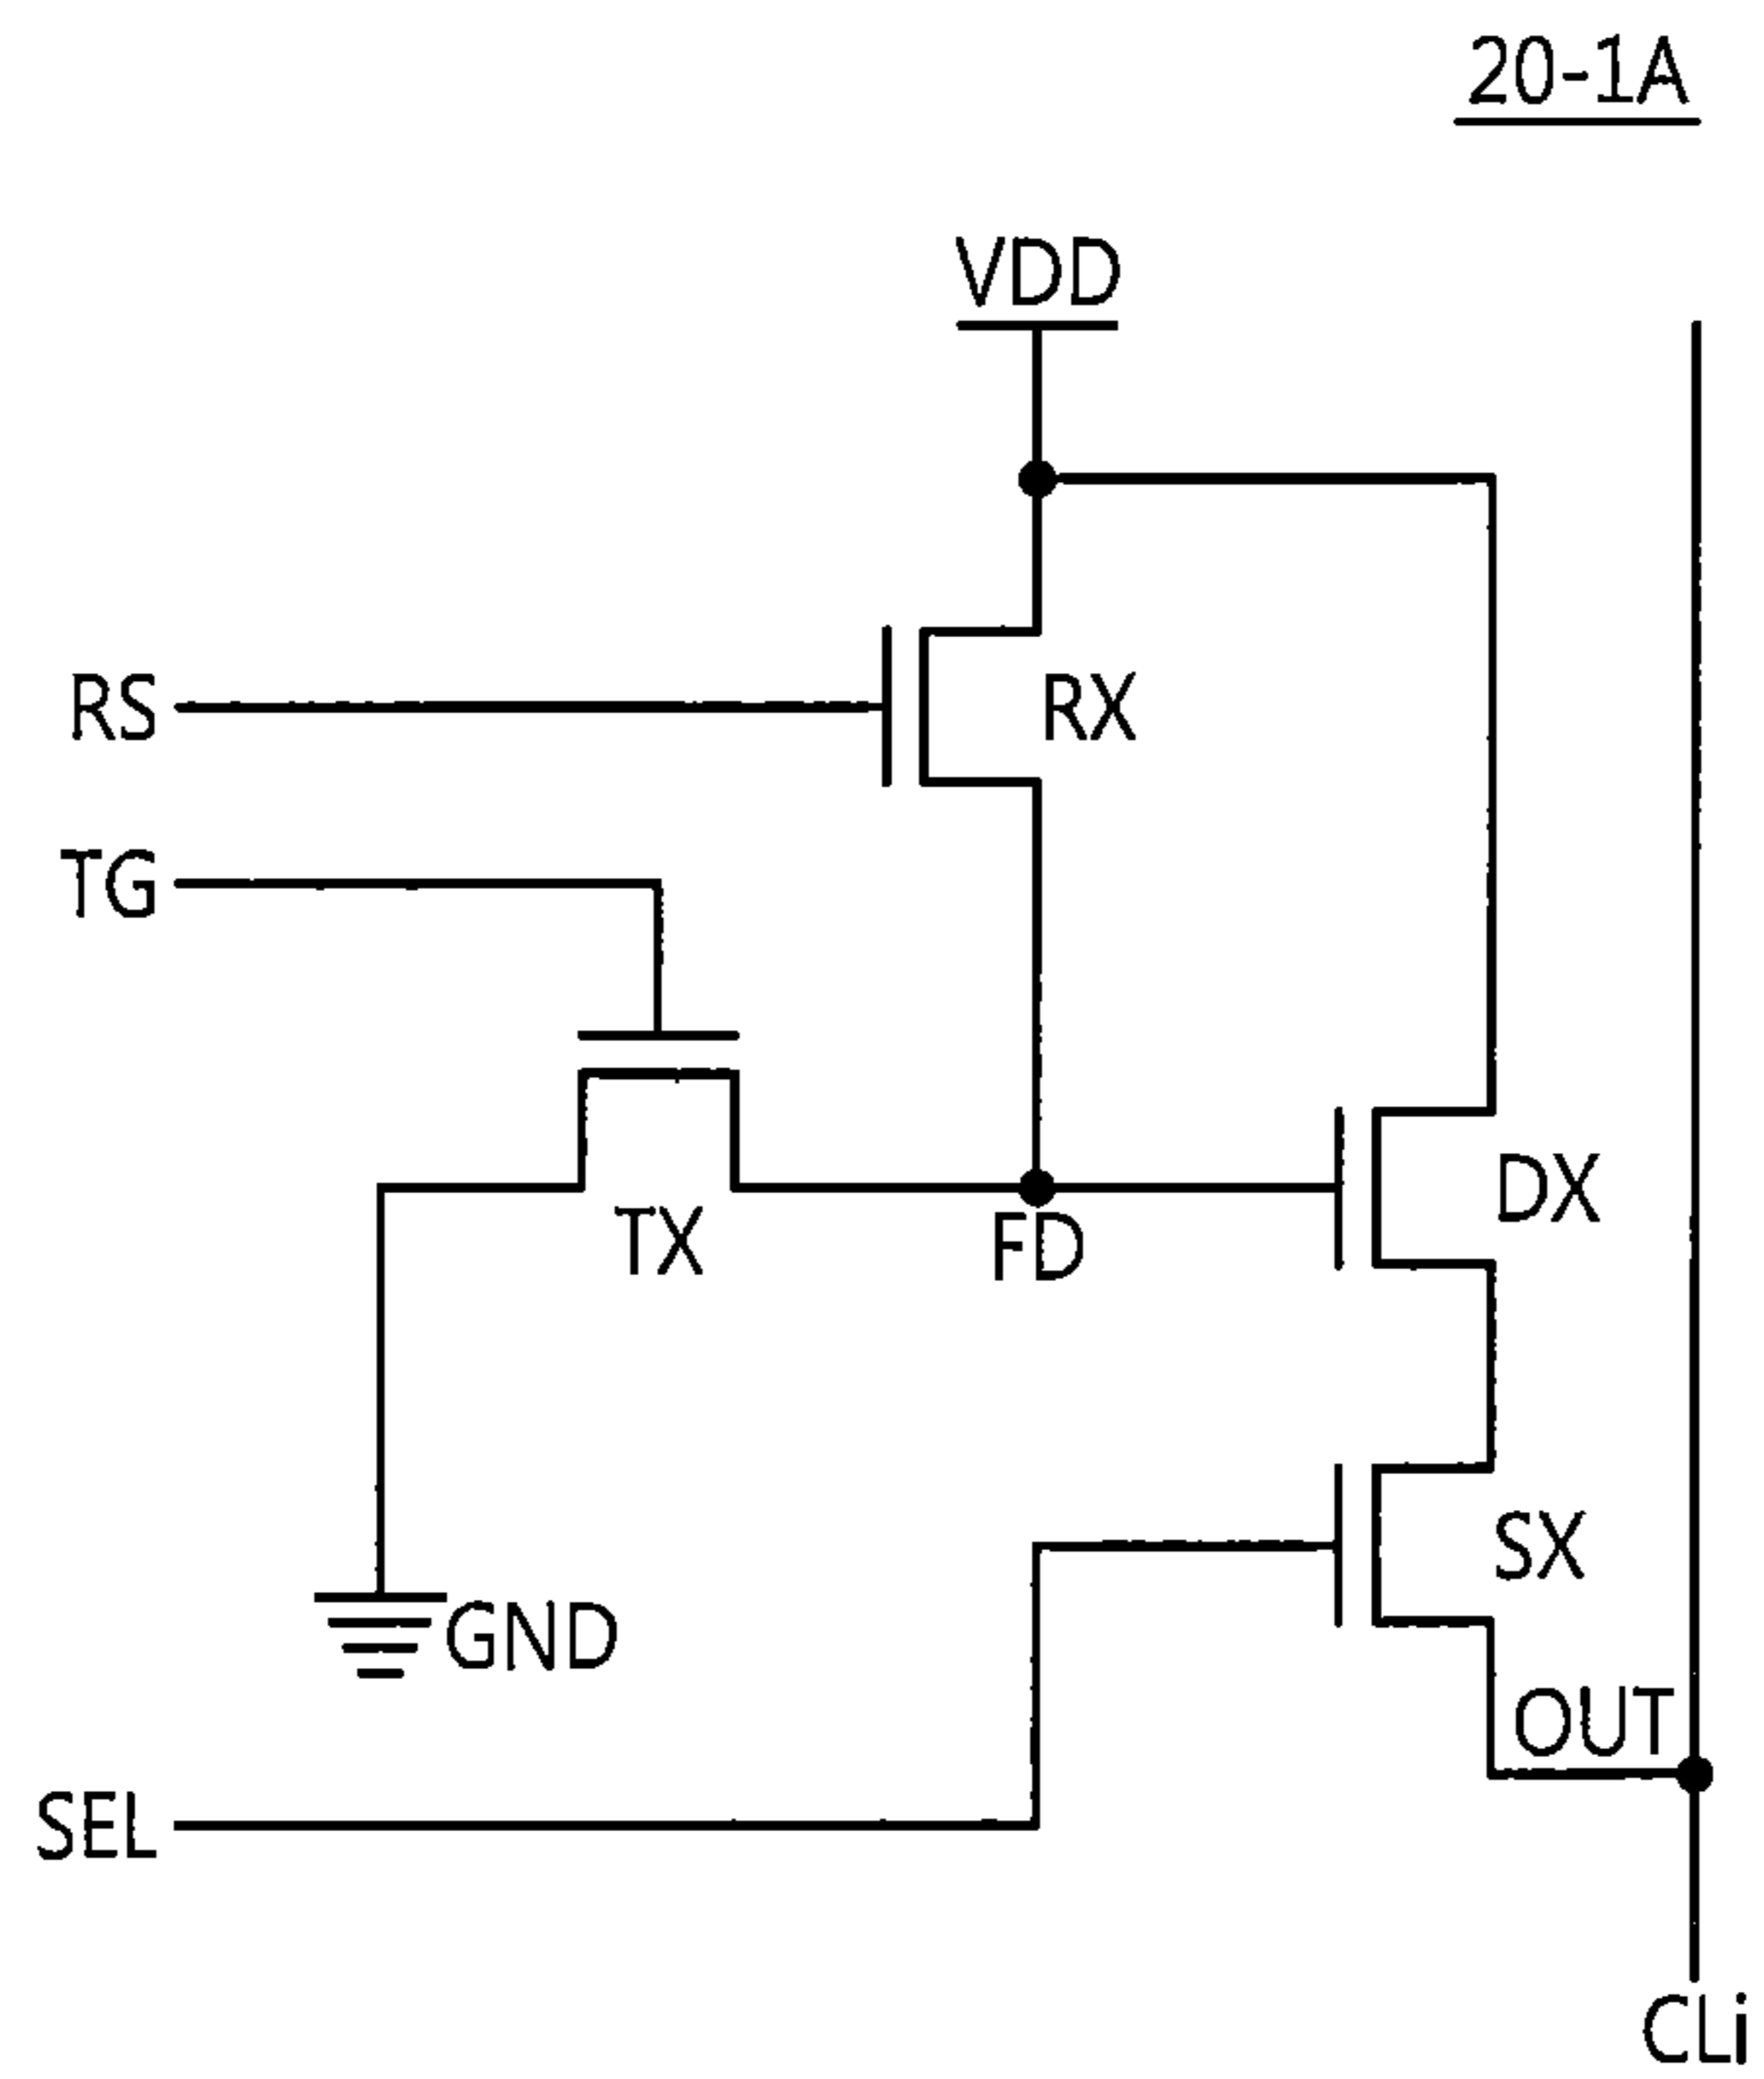 20-1A
VDD
RS
RX
TG
DX
TX
FD
SX
GND
OUT
SEL
CLi